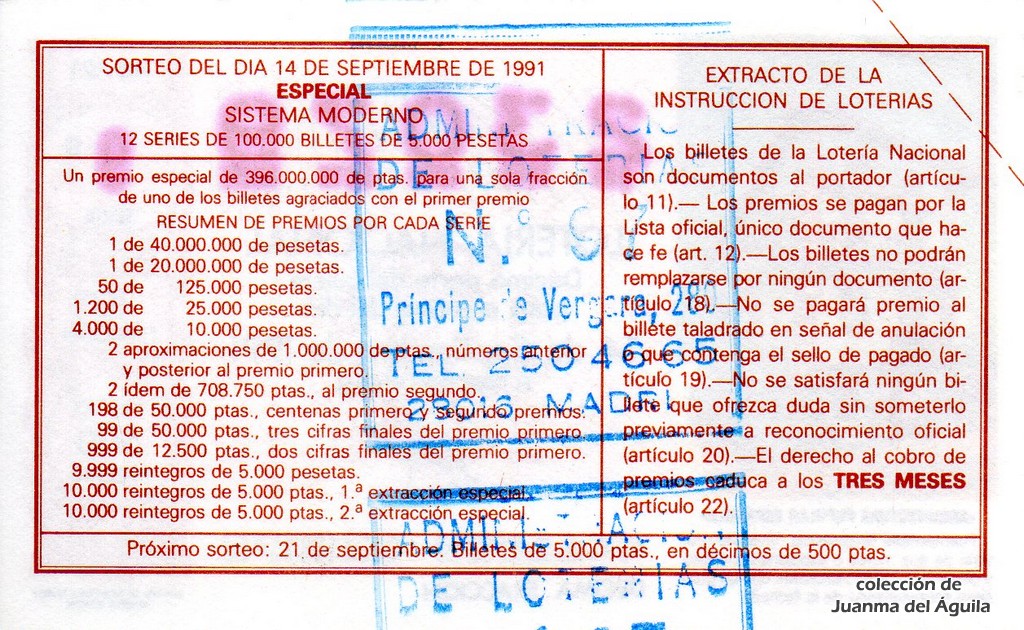 SORTEO DEL DIA 14 DE SEPTIEMBRE DE 1991
ESPECIAL
SISTEMA MODERNO
12 SERIES DE 100.000 BILLETES DE 5.000 PESETAS
Un premio especial de 396.000.000 de ptas. para una sola fracción
de uno de los billetes agraciados con el primer premio
RESUMEN DE PREMIOS POR CADA SERIE
1 de 40.000.000 de pesetas.
1 de 20.000.000 de pesetas.
50 de 125.000 pesetas.
1.200 de 25.000 pesetas.
4.000 de 10.000 pesetas.
2 aproximaciones de 1.000.000 de ptas., números anterior
y posterior al premio primero.
2 ídem de 708.750 ptas., al premio segundo.
198 de 50.000 ptas., centenas primero y segundo premios.
99 de 50.000 ptas., tres cifras finales del premio primero.
999 de 12.500 ptas., dos cifras finales del premio primero.
9.999 reintegros de 5.000 pesetas.
10.000 reintegros de 5.000 ptas., 1.ª extracción especial.
10.000 reintegros de 5.000 ptas., 2.ª extracción especial.
EXTRACTO DE LA
INSTRUCCION DE LOTERIAS
Los billetes de la Lotería Nacional
son documentos al portador (artícu-
lo 11).— Los premios se pagan por la
Lista oficial, único documento que ha-
ce fe (art. 12).—Los billetes no podrán
remplazarse por ningún documento (ar-
tículo 18).—No se pagará premio al
billete taladrado en señal de anulación
o que contenga el sello de pagado (ar-
tículo 19).—No se satisfará ningún bi-
llete que ofrezca duda sin someterlo
previamente a reconocimiento oficial
(artículo 20).—El derecho al cobro de
premios caduca a los TRES MESES
(artículo 22).
Próximo sorteo: 21 de septiembre. Billetes de 5.000 ptas., en décimos de 500 ptas.
DE LOTERIAS
N.º
Príncipe de Vergara, 280
TEL. 250 46 65
28016 MADRI
DE LOTERIAS
colección de
Juanma del Águila